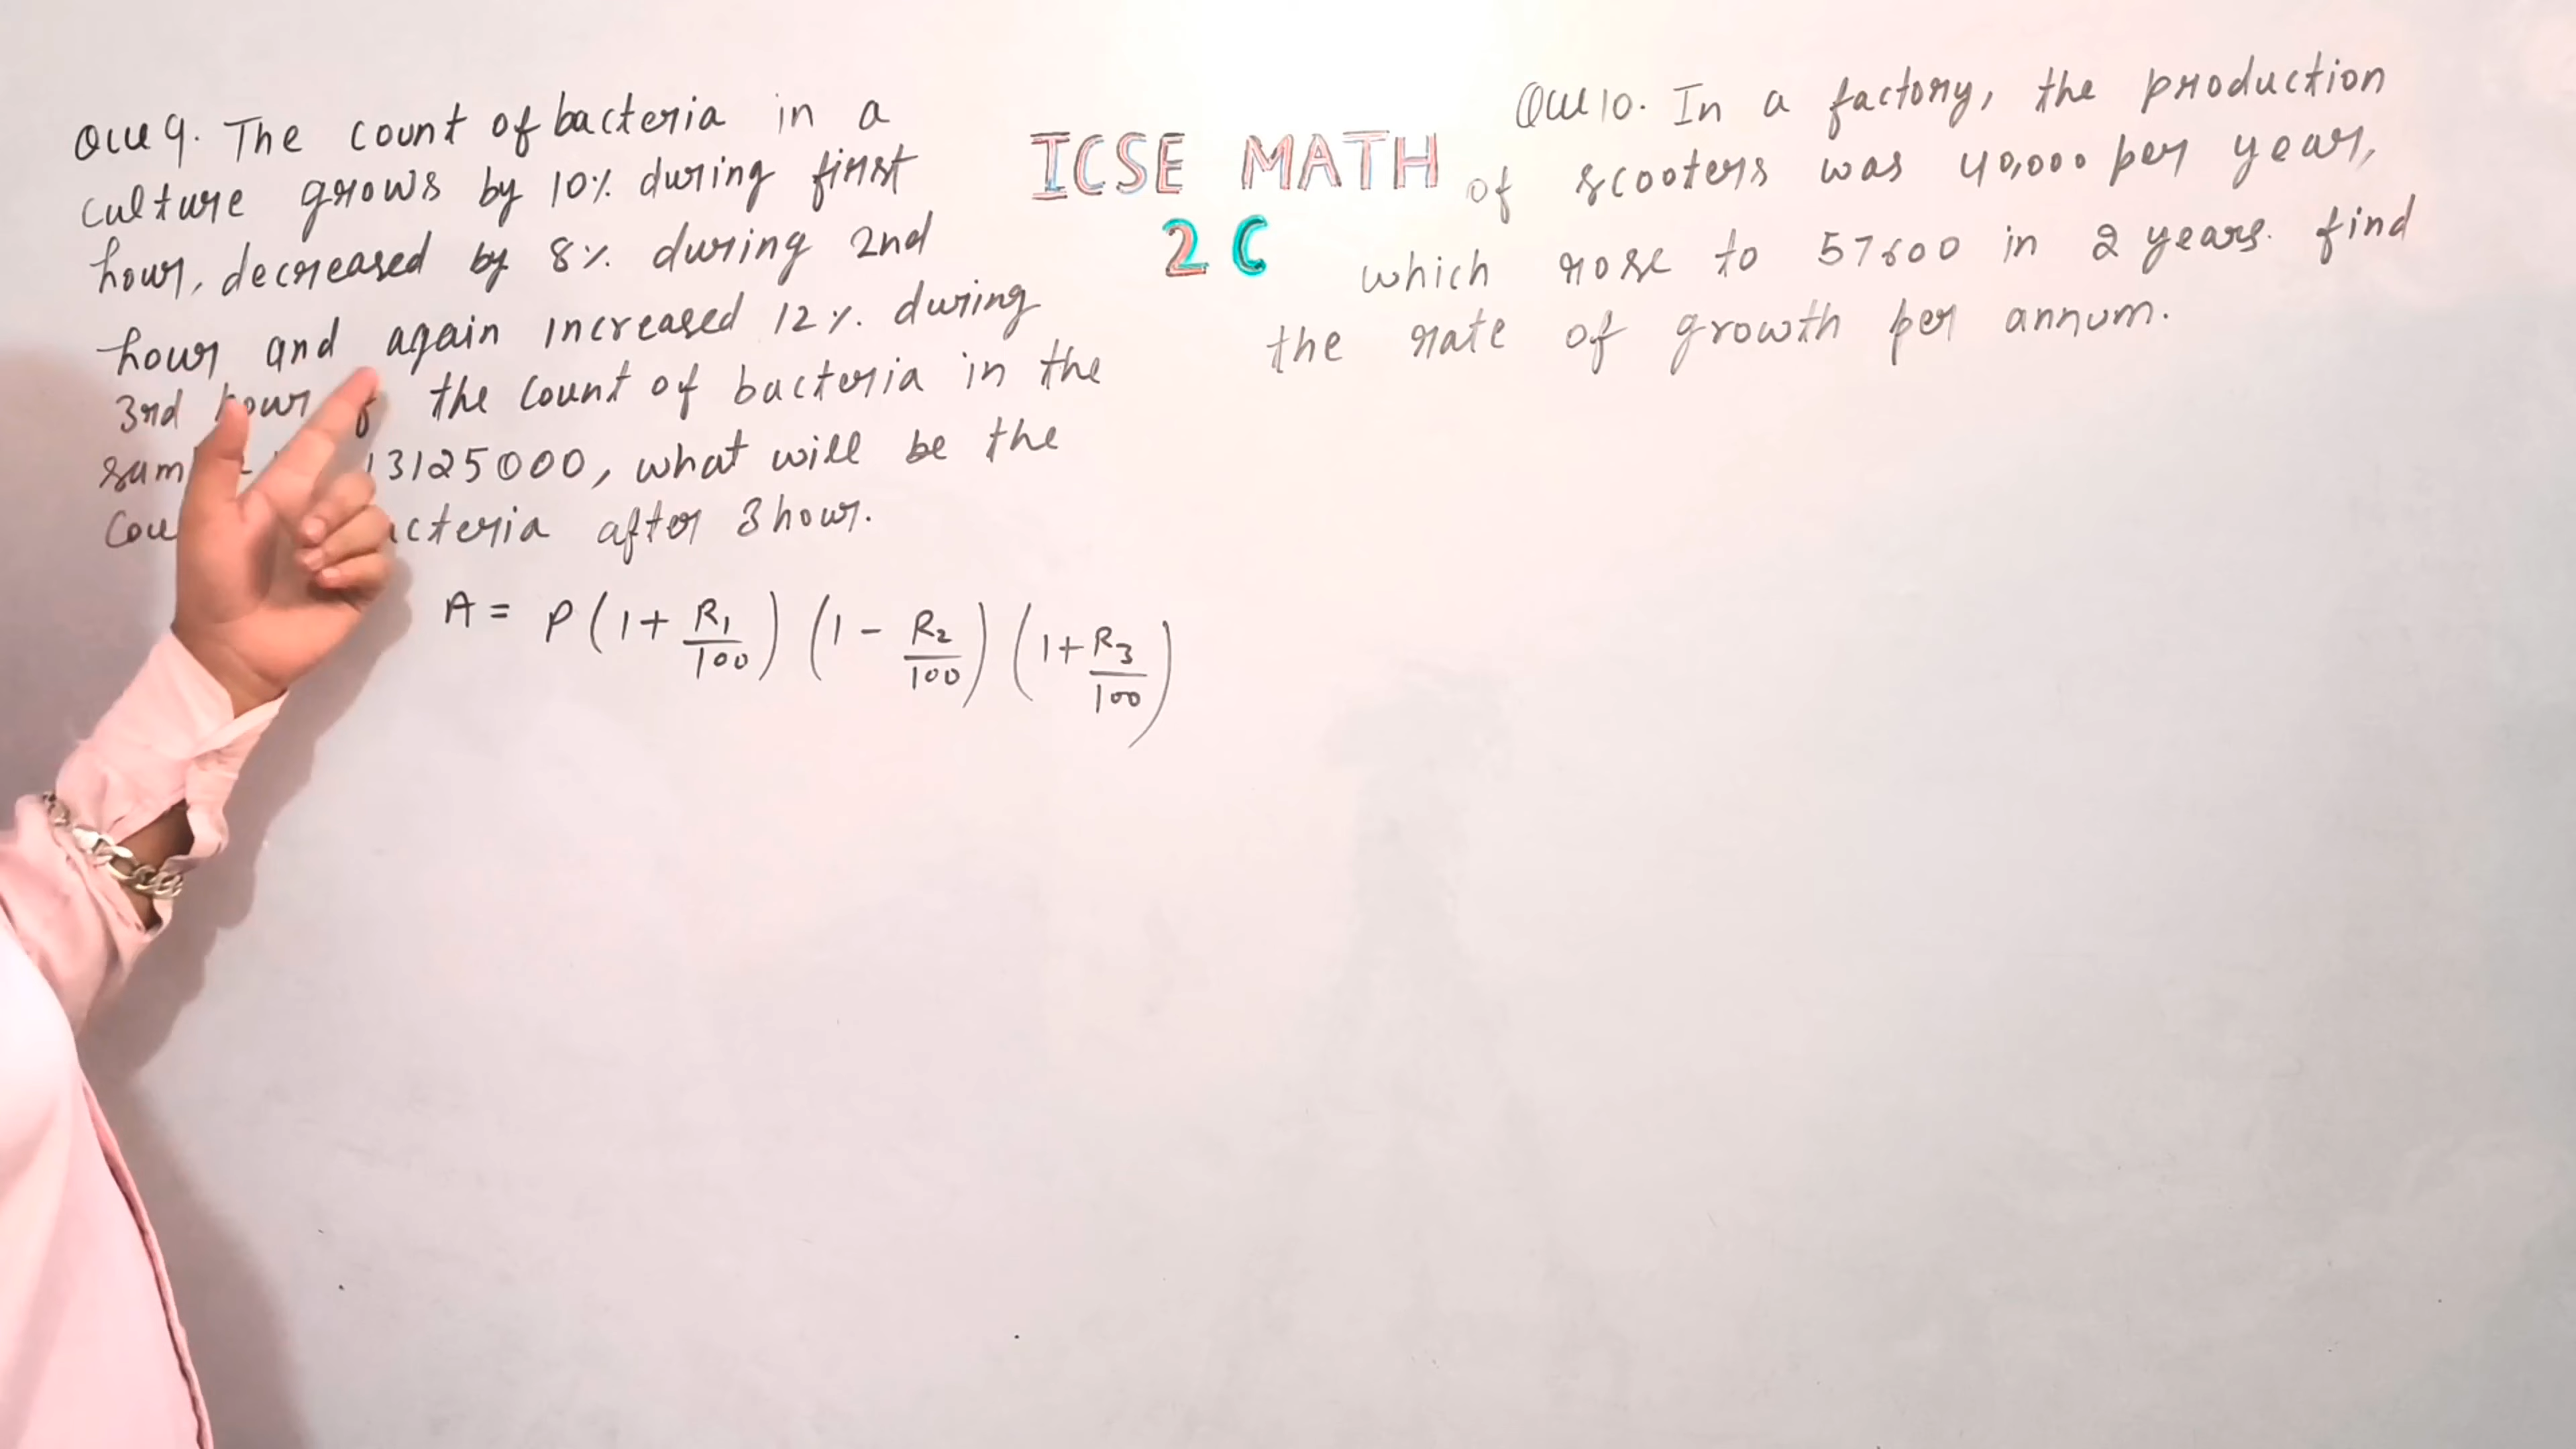 Que 9. The count of bacteria in a
culture grows by 10% during first
hour, decreased by 8% during 2nd
hour and again increased 12% during
3rd hour the count of bacteria in the
13125000, what will be the
after 3 hour.
A = P(1 + R₁/100) (1 - R₂/100) (1 + R₃/100)
ICSE MATH
2 C
Que 10. In a factory, the production
of scooters was 40,000 per year,
which rose to 57600 in 2 years. find
the rate of growth per annum.